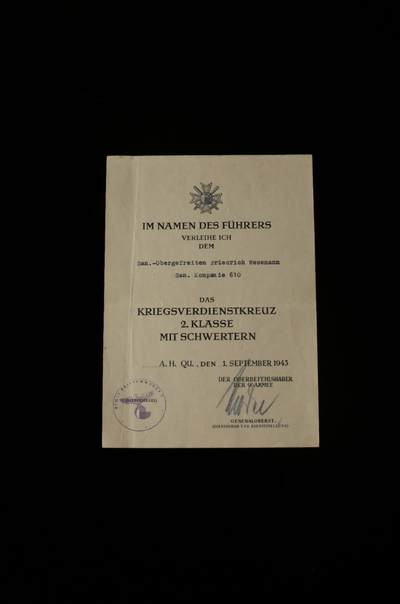 IM NAMEN DES FÜHRERS
VERLEIHE ICH
DEM
San.-Obergefreiten Friedrich Wesemann
San. Kompanie 610
DAS
KRIEGSVERDIENSTKREUZ
2. KLASSE
MIT SCHWERTERN
A. H. QU., DEN 1. SEPTEMBER 1943
DER OBERBEFEHLSHABER
DER 9. ARMEE
GENERALOBERST